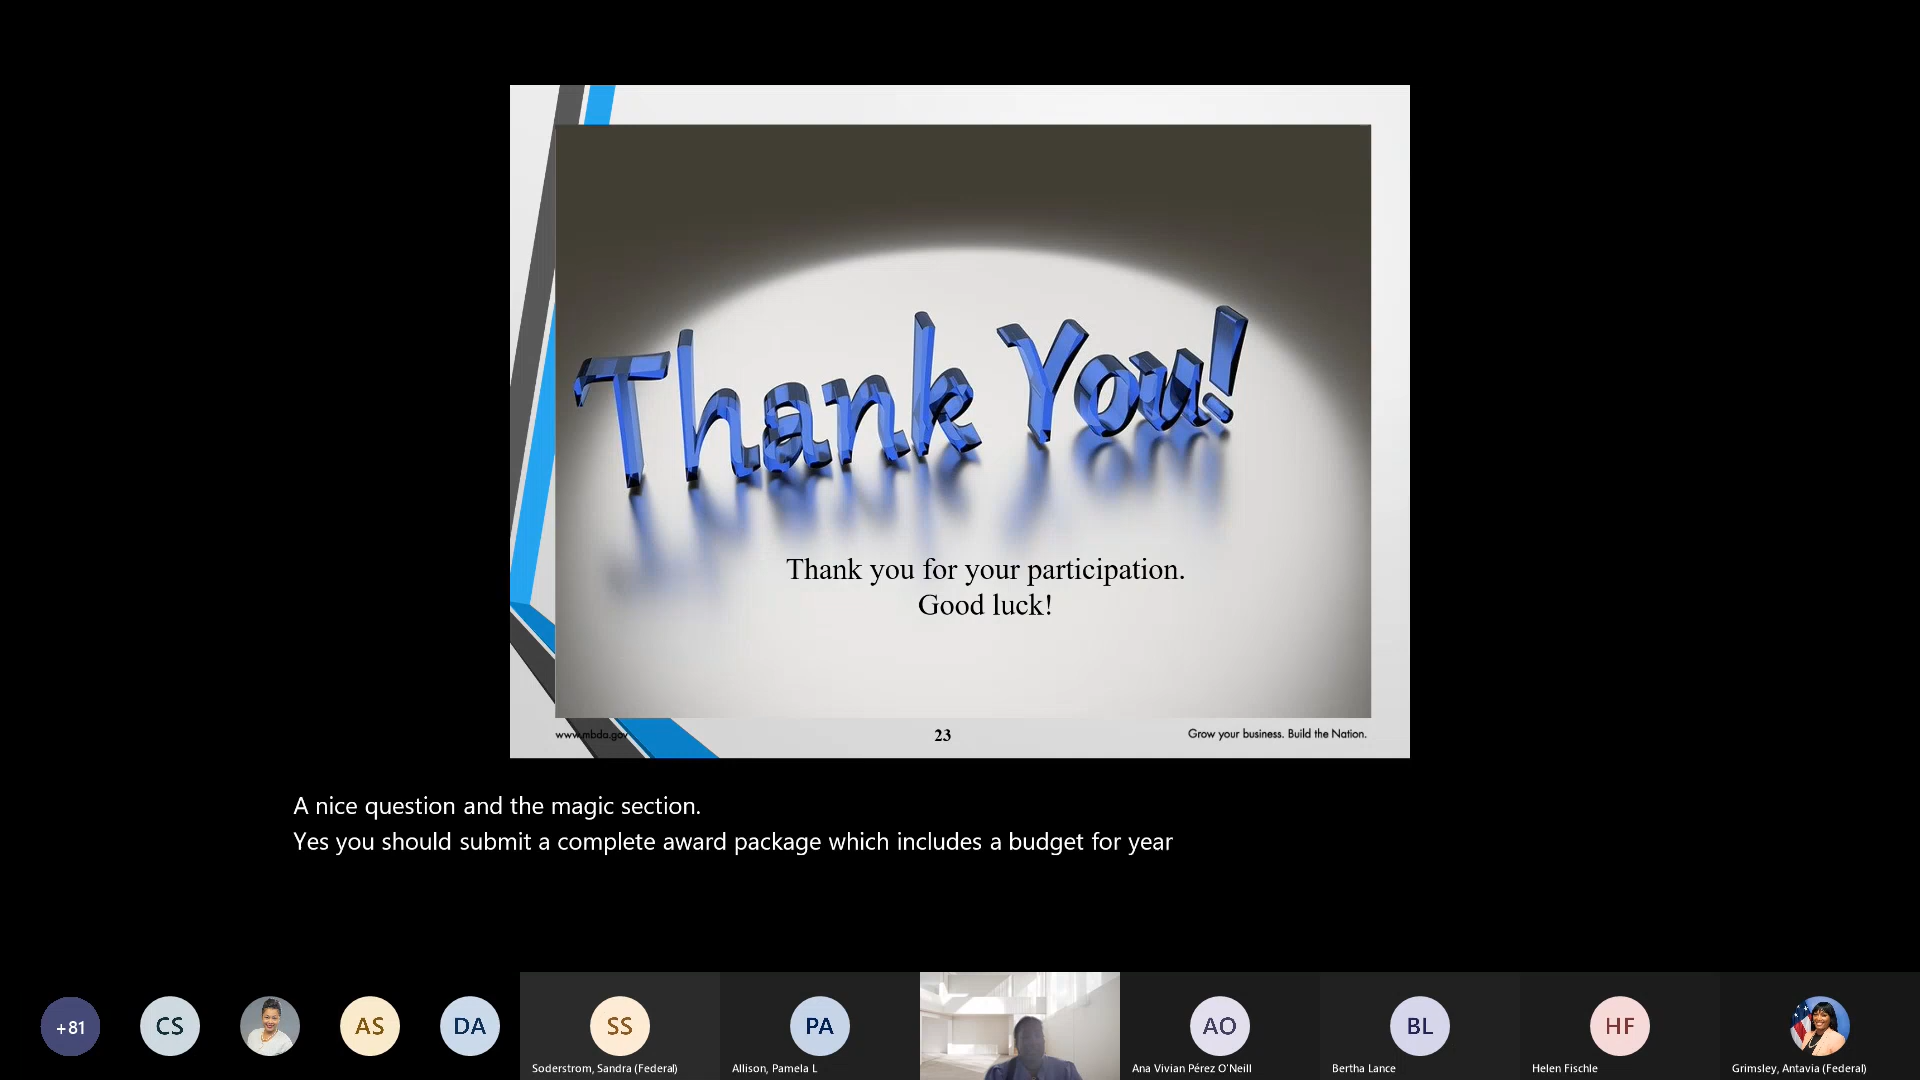 Thank You!
Thank you for your participation.
Good luck!
www.mbda.gov
23
Grow your business. Build the Nation.
A nice question and the magic section.
Yes you should submit a complete award package which includes a budget for year
+81
CS
AS
DA
SS
PA
AO
BL
HF
Soderstrom, Sandra (Federal)
Allison, Pamela L
Ana Vivian Pérez O'Neill
Bertha Lance
Helen Fischle
Grimsley, Antavia (Federal)